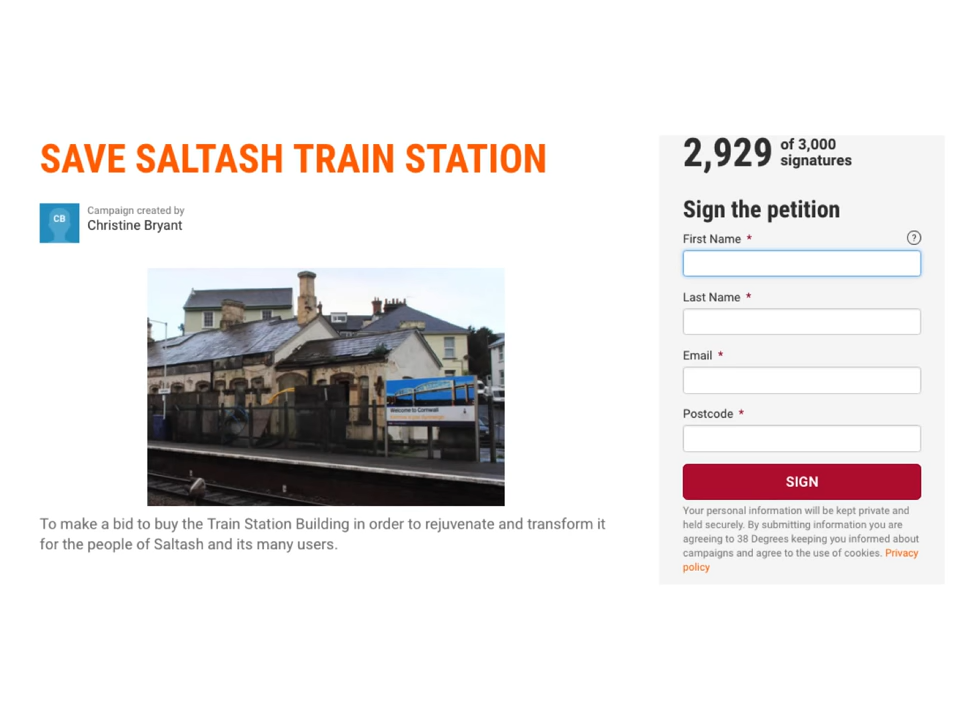 SAVE SALTASH TRAIN STATION
CB
Campaign created by
Christine Bryant
Welcome to Cornwall
To make a bid to buy the Train Station Building in order to rejuvenate and transform it
for the people of Saltash and its many users.
2,929 of 3,000
signatures
Sign the petition
First Name *
?
Last Name *
Email *
Postcode *
SIGN
Your personal information will be kept private and
held securely. By submitting information you are
agreeing to 38 Degrees keeping you informed about
campaigns and agree to the use of cookies. Privacy
policy